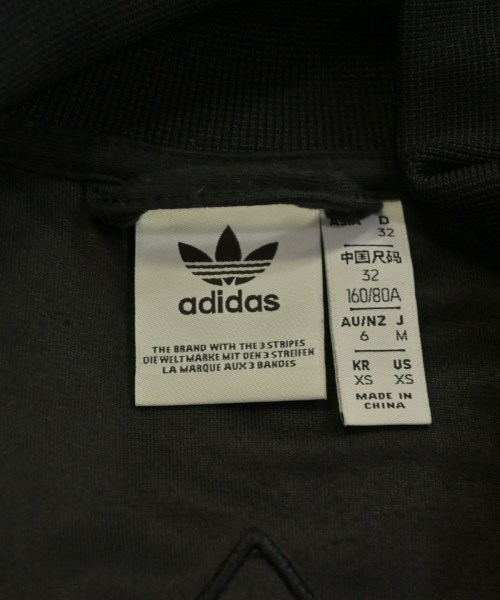 adidas
THE BRAND WITH THE 3 STRIPES
DIE WELTMARKE MIT DEN 3 STREIFEN
LA MARQUE AUX 3 BANDES
ASIA D
32
中国尺码
32
160/80A
AU/NZ J
6 M
KR US
XS XS
MADE IN
CHINA